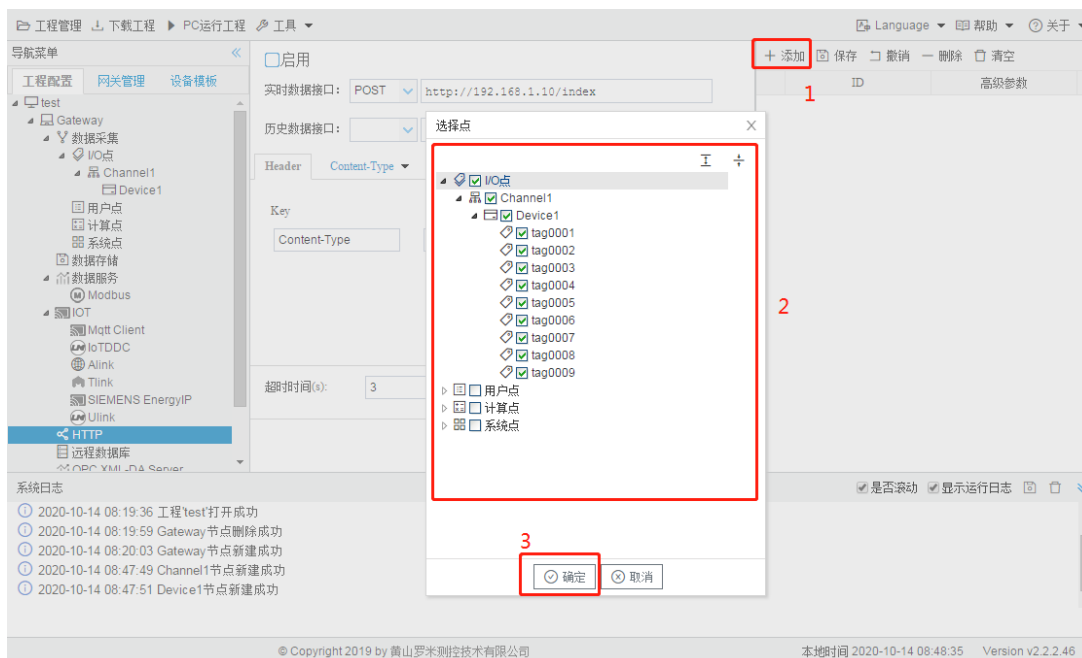 工程管理 下载工程 PC运行工程 工具 Language 帮助 关于
导航菜单
工程配置 网关管理 设备模板
test
Gateway
数据采集
I/O点
Channel1
Device1
用户点
计算点
系统点
数据存储
数据服务
Modbus
IOT
Mqtt Client
IoTDDC
Alink
Tlink
SIEMENS EnergyIP
Ulink
HTTP
远程数据库
OPC XML-DA Server
启用
实时数据接口: POST http://192.168.1.10/index
历史数据接口:
Header Content-Type
Key
Content-Type
超时时间(s): 3
添加 保存 撤销 删除 清空
1
ID 高级参数
选择点
I/O点
Channel1
Device1
tag0001
tag0002
tag0003
tag0004
tag0005
tag0006
tag0007
tag0008
tag0009
用户点
计算点
系统点
2
3
确定 取消
系统日志 是否滚动 显示运行日志
2020-10-14 08:19:36 工程'test'打开成功
2020-10-14 08:19:59 Gateway节点删除成功
2020-10-14 08:20:03 Gateway节点新建成功
2020-10-14 08:47:49 Channel1节点新建成功
2020-10-14 08:47:51 Device1节点新建成功
© Copyright 2019 by 黄山罗米测控技术有限公司 本地时间 2020-10-14 08:48:35 Version v2.2.2.46